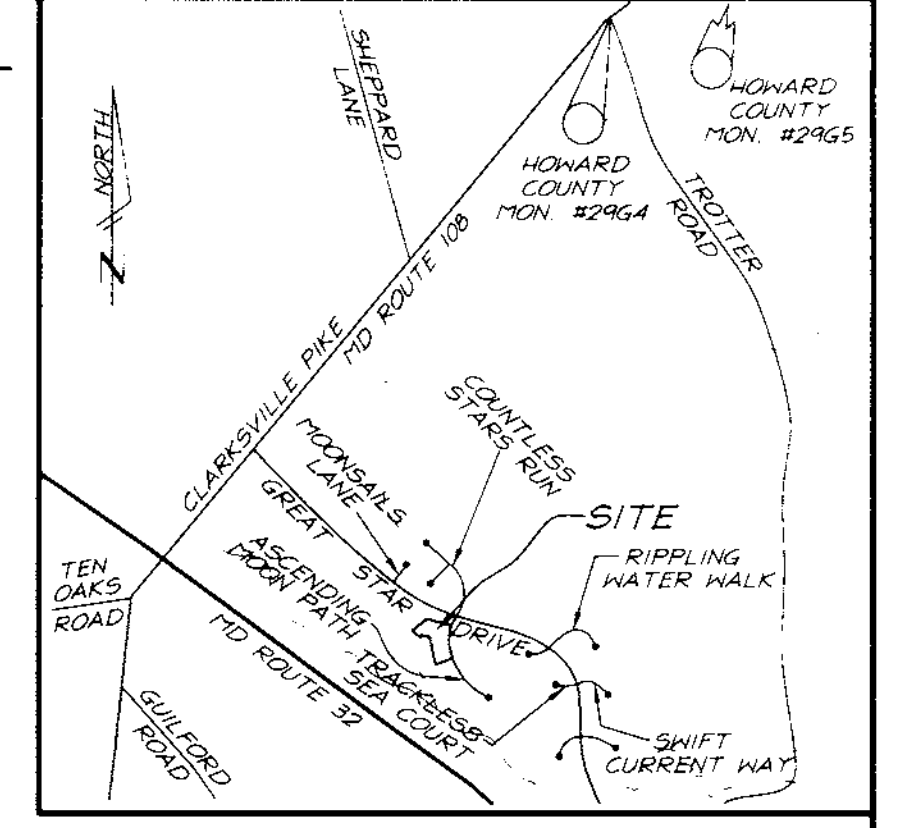 SHEPPARD
LANE
HOWARD
COUNTY
MON. #29G5
HOWARD
COUNTY
MON. #29G4
NORTH
N
TROTTER
ROAD
CLARKSVILLE PIKE
MD ROUTE 108
COUNTLESS
STARS RUN
MOONSAILS
LANE
GREAT
STAR
DRIVE
SITE
ASCENDING
MOON PATH
RIPPLING
WATER WALK
TEN
OAKS
ROAD
MD ROUTE 32
TRACKLESS
SEA COURT
GUILFORD
ROAD
SWIFT
CURRENT WAY